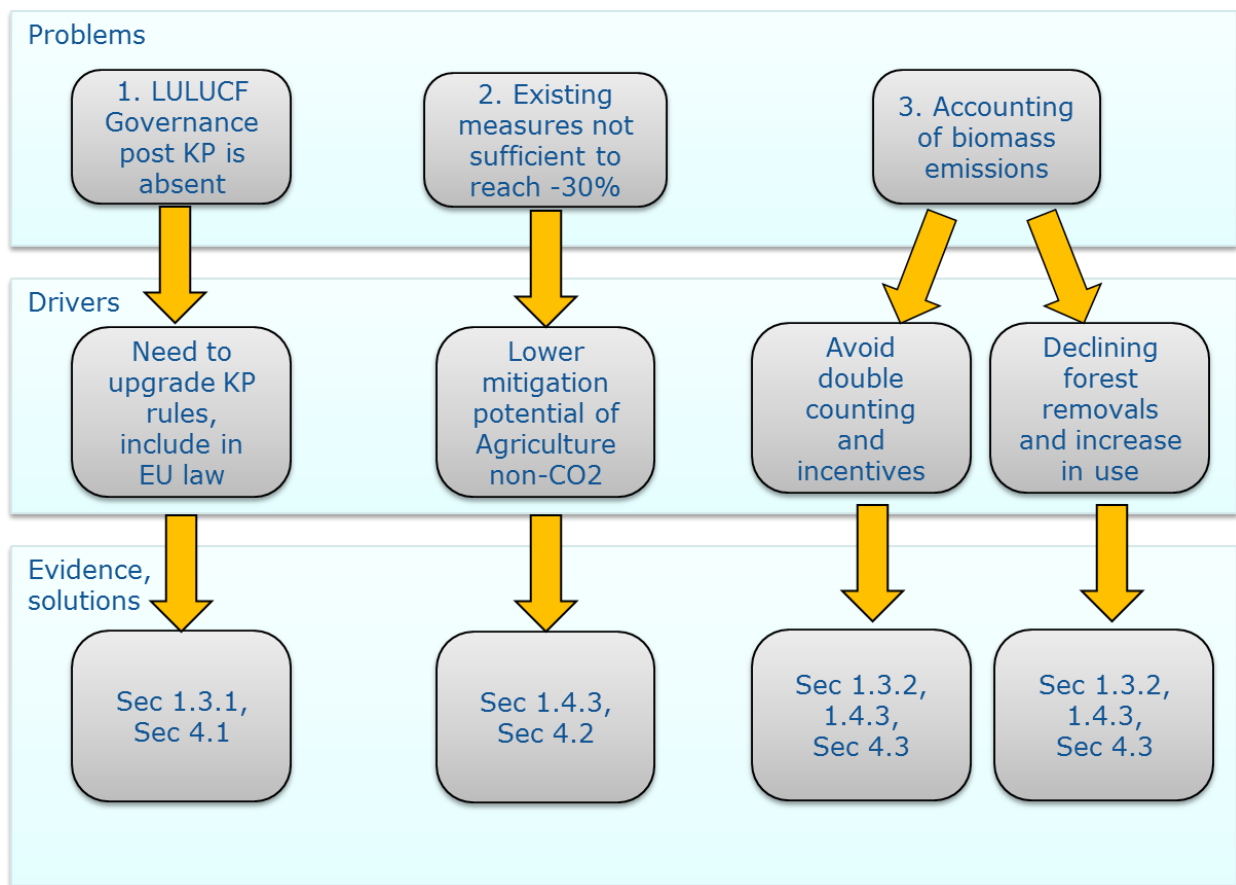 Problems
1. LULUCF
Governance
post KP is
absent
2. Existing
measures not
sufficient to
reach -30%
3. Accounting
of biomass
emissions
Drivers
Need to
upgrade KP
rules,
include in
EU law
Lower
mitigation
potential of
Agriculture
non-CO2
Avoid
double
counting
and
incentives
Declining
forest
removals
and increase
in use
Evidence,
solutions
Sec 1.3.1,
Sec 4.1
Sec 1.4.3,
Sec 4.2
Sec 1.3.2,
1.4.3,
Sec 4.3
Sec 1.3.2,
1.4.3,
Sec 4.3